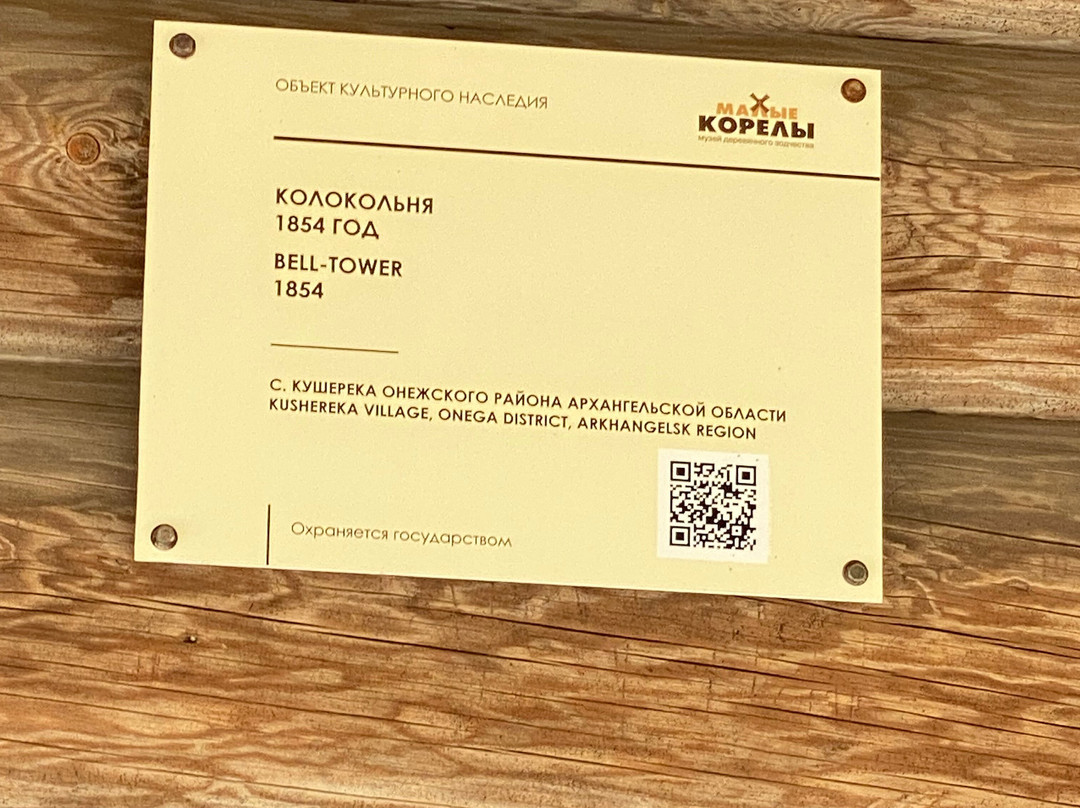 ОБЪЕКТ КУЛЬТУРНОГО НАСЛЕДИЯ
МАЛЫЕ
КОРЕЛЫ
музей деревянного зодчества
КОЛОКОЛЬНЯ
1854 ГОД
BELL-TOWER
1854
С. КУШЕРЕКА ОНЕЖСКОГО РАЙОНА АРХАНГЕЛЬСКОЙ ОБЛАСТИ
KUSHEREKA VILLAGE, ONEGA DISTRICT, ARKHANGELSK REGION
Охраняется государством